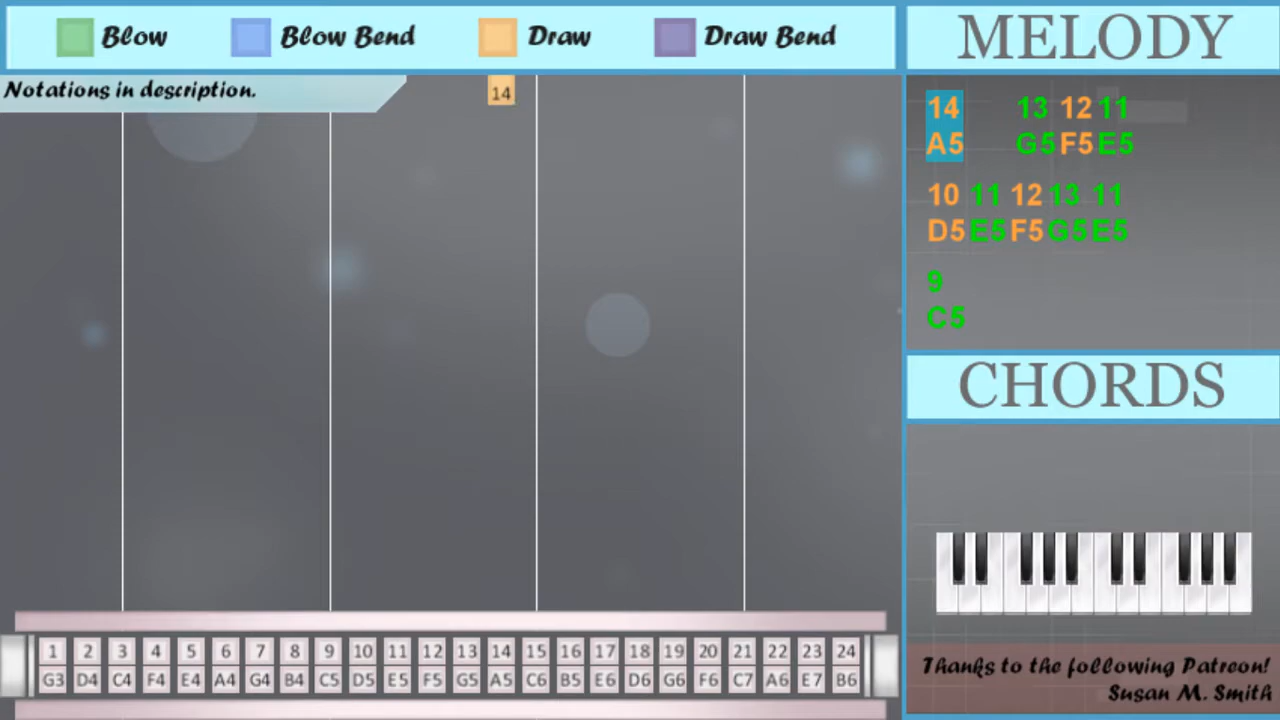 Blow Blow Bend Draw Draw Bend
MELODY
Notations in description.
14
14 13 12 11
A5 G5 F5 E5
10 11 12 13 11
D5 E5 F5 G5 E5
9
C5
CHORDS
1 2 3 4 5 6 7 8 9 10 11 12 13 14 15 16 17 18 19 20 21 22 23 24
G3 D4 C4 F4 E4 A4 G4 B4 C5 D5 E5 F5 G5 A5 C6 B5 E6 D6 G6 F6 C7 A6 E7 B6
Thanks to the following Patreon!
Susan M. Smith